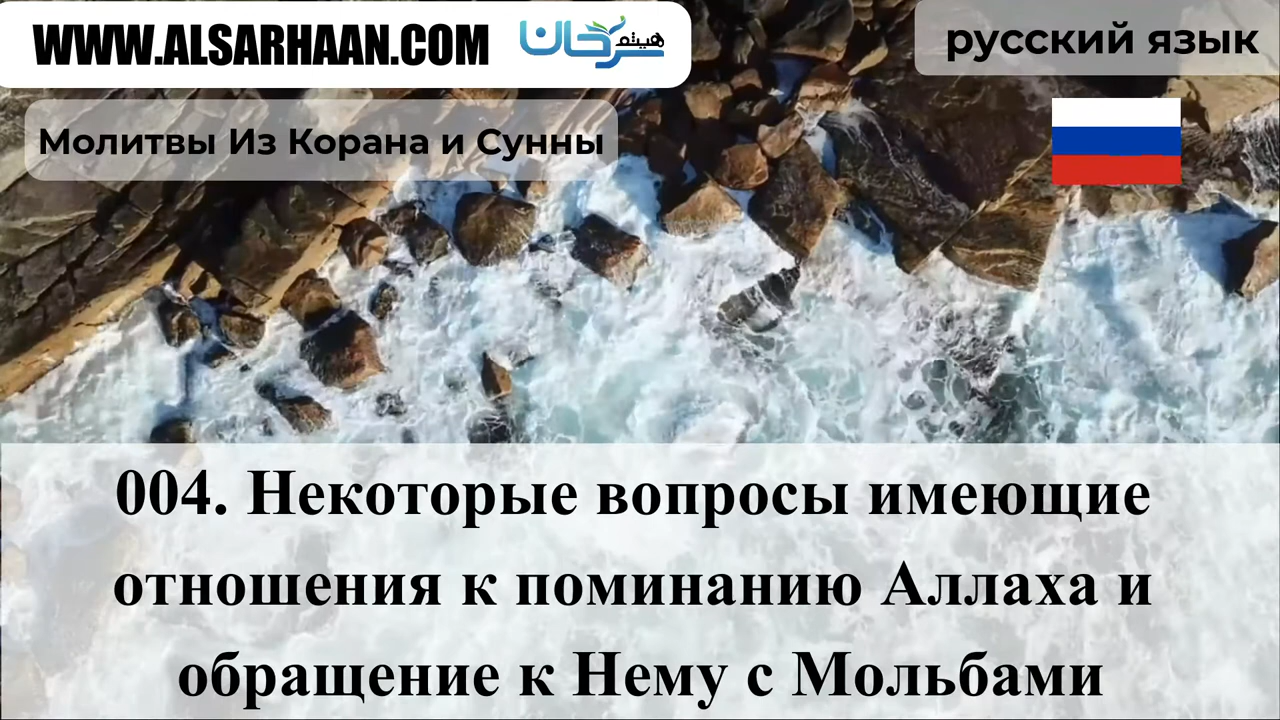 WWW.ALSARHAAN.COM
هيثم سرحان
русский язык
Молитвы Из Корана и Сунны
004. Некоторые вопросы имеющие
отношения к поминанию Аллаха и
обращение к Нему с Мольбами